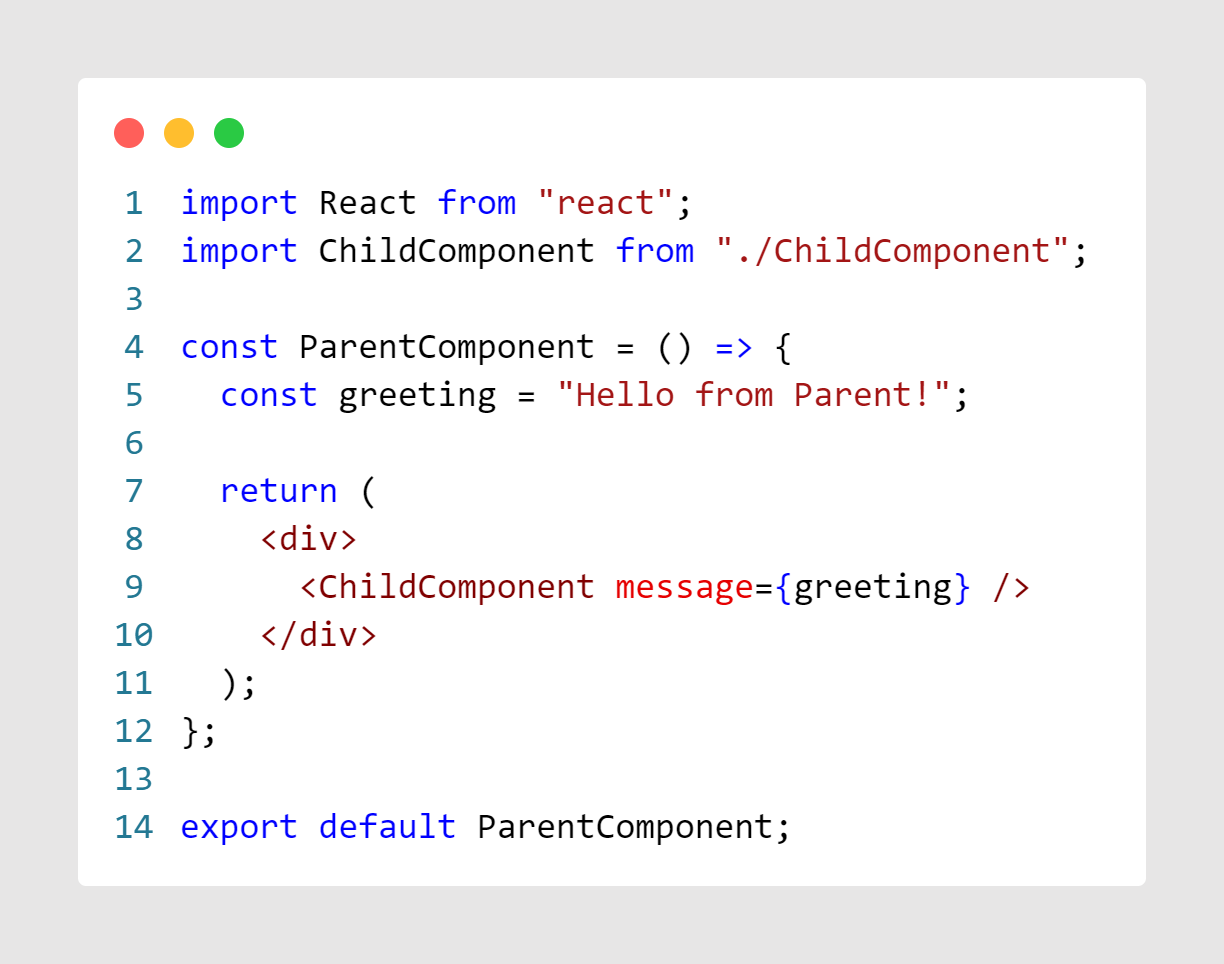 1 import React from "react";
2 import ChildComponent from "./ChildComponent";
3
4 const ParentComponent = () => {
5   const greeting = "Hello from Parent!";
6
7   return (
8     <div>
9       <ChildComponent message={greeting} />
10     </div>
11   );
12 };
13
14 export default ParentComponent;